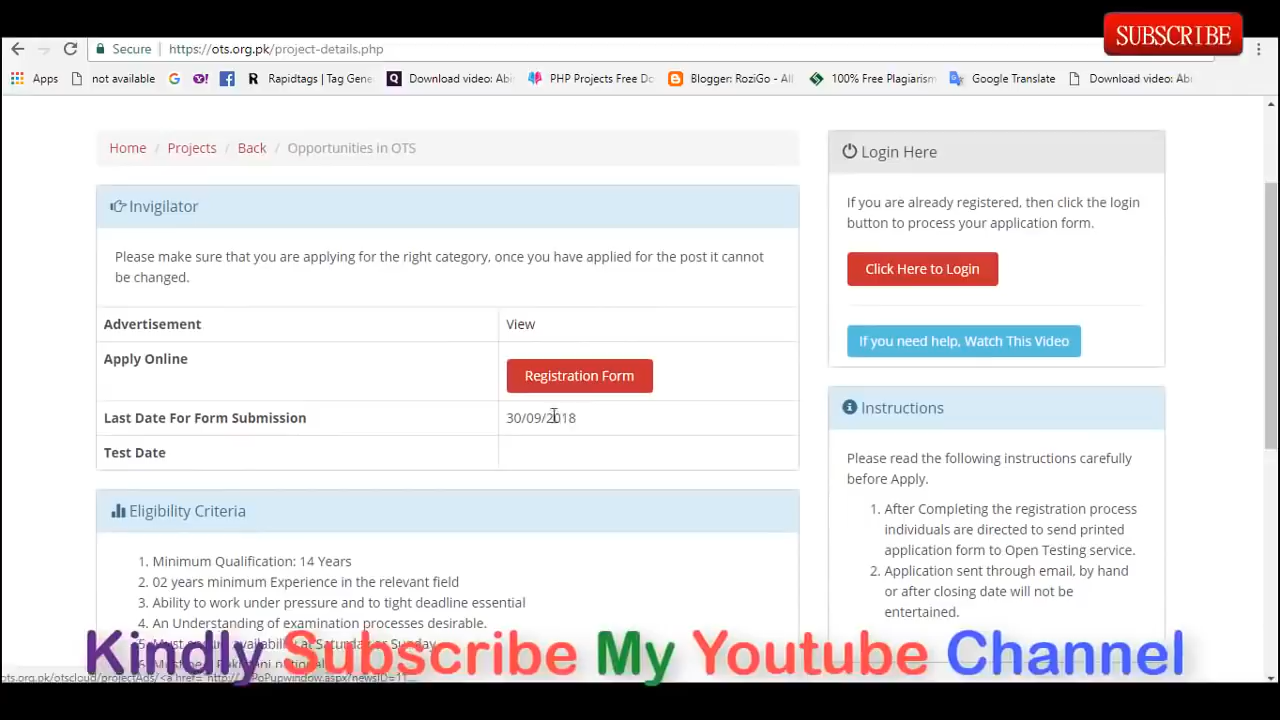 SUBSCRIBE
Secure https://ots.org.pk/project-details.php
Apps not available Rapidtags | Tag Gene Download video: Abi PHP Projects Free Do Blogger: RoziGo - All 100% Free Plagiarism Google Translate Download video: Abi
Home / Projects / Back / Opportunities in OTS
Invigilator
Please make sure that you are applying for the right category, once you have applied for the post it cannot
be changed.
Advertisement View
Apply Online Registration Form
Last Date For Form Submission 30/09/2018
Test Date
Eligibility Criteria
1. Minimum Qualification: 14 Years
2. 02 years minimum Experience in the relevant field
3. Ability to work under pressure and to tight deadline essential
4. An Understanding of examination processes desirable.
Login Here
If you are already registered, then click the login
button to process your application form.
Click Here to Login
If you need help, Watch This Video
Instructions
Please read the following instructions carefully
before Apply.
1. After Completing the registration process
individuals are directed to send printed
application form to Open Testing service.
2. Application sent through email, by hand
or after closing date will not be
entertained.
Kindly Subscribe My Youtube Channel